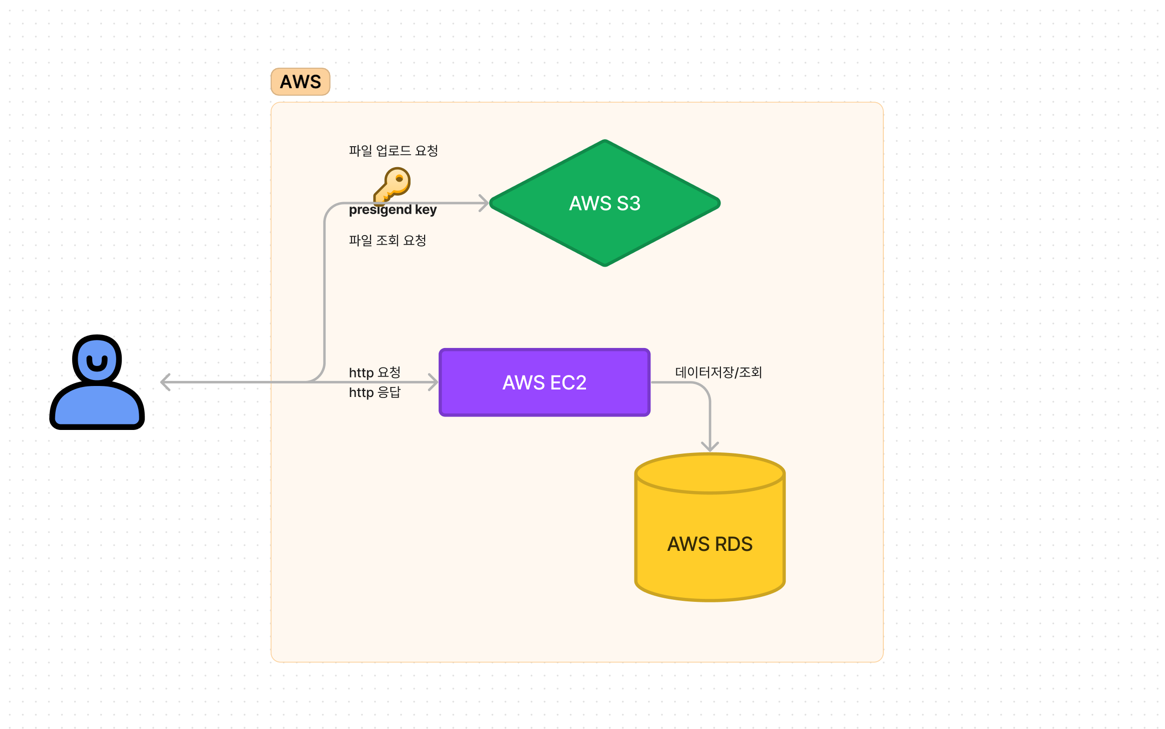 AWS
파일 업로드 요청
presigend key
파일 조회 요청
AWS S3
http 요청
http 응답
AWS EC2
데이터저장/조회
AWS RDS